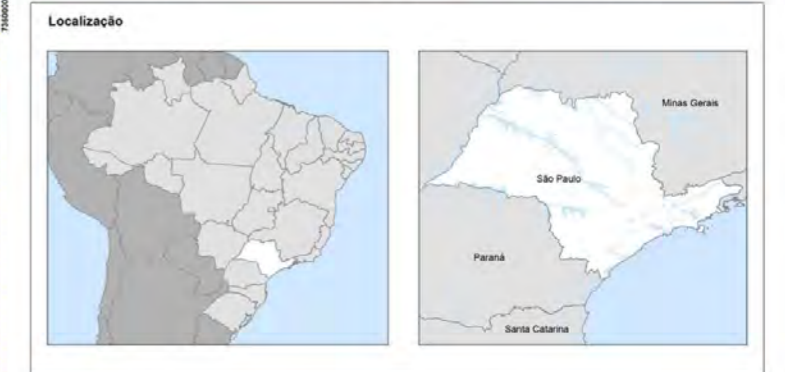 Localização
Minas Gerais
São Paulo
Paraná
Santa Catarina